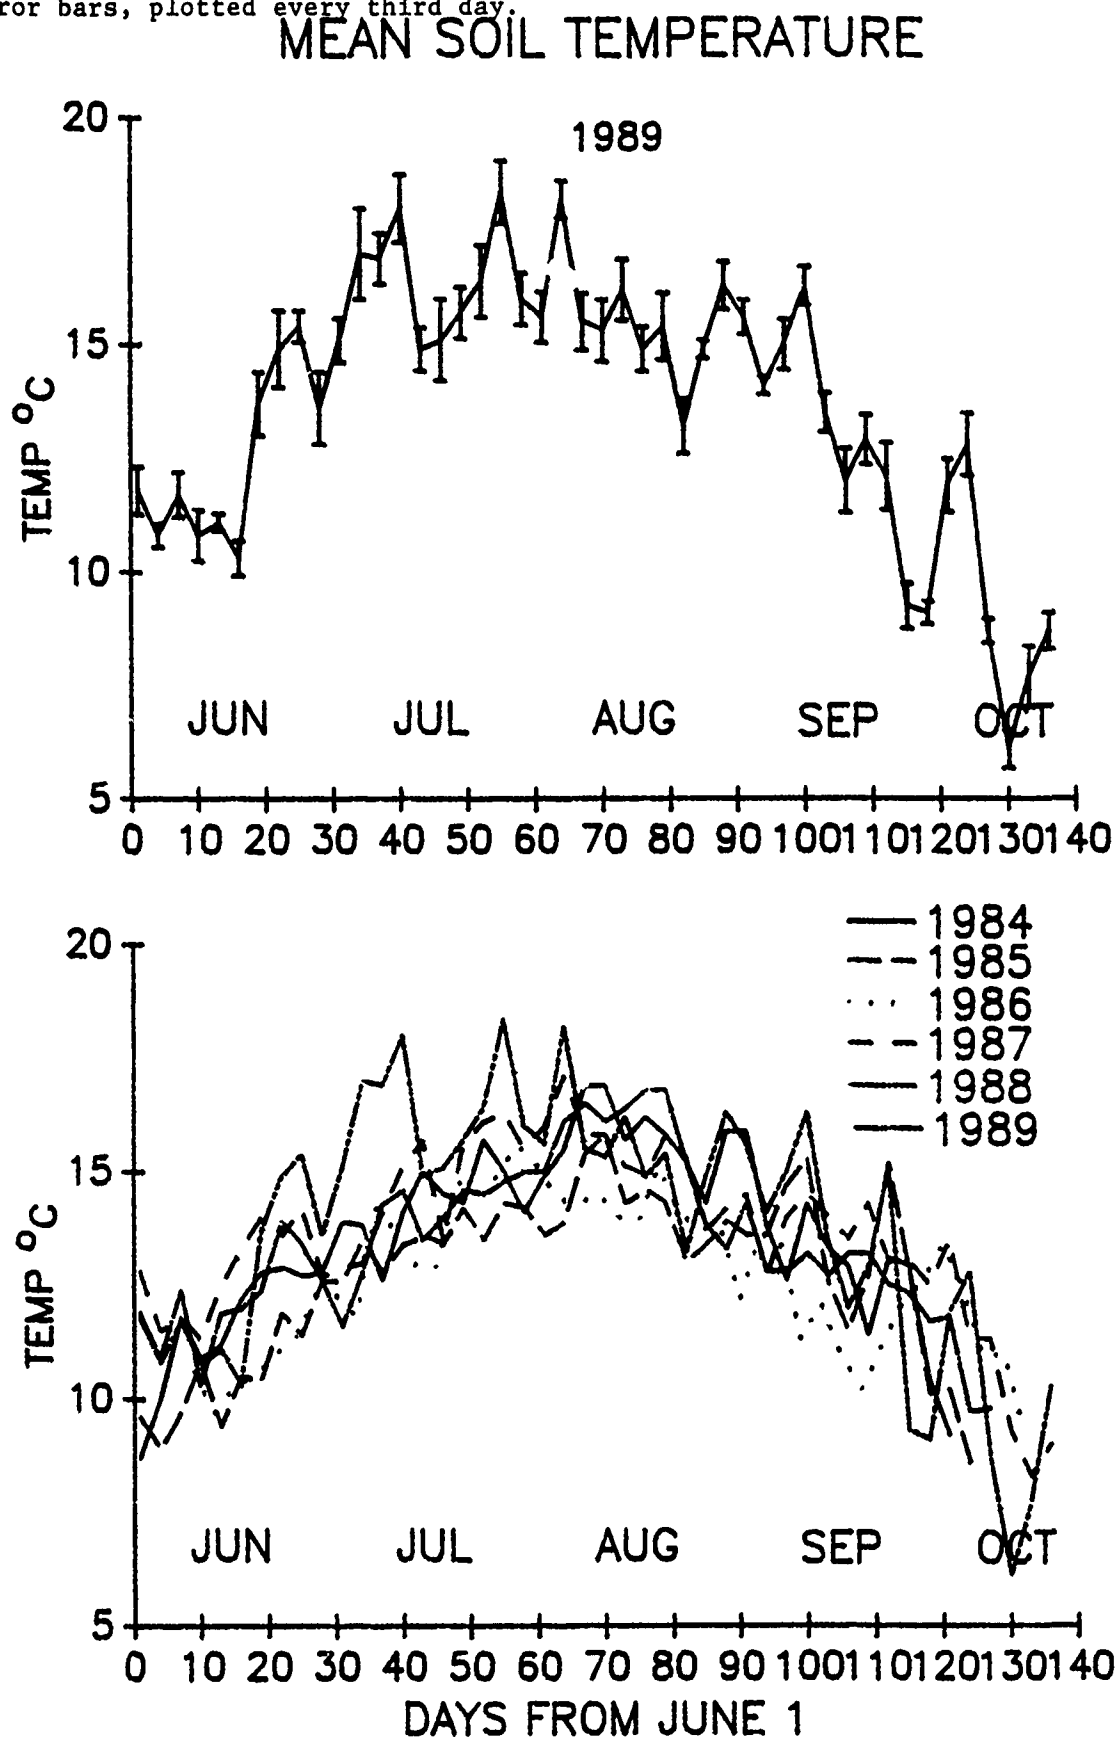 ror bars, plotted every third day.
MEAN SOIL TEMPERATURE
20
1989
15
TEMP °C
10
JUN JUL AUG SEP OCT
5
0 10 20 30 40 50 60 70 80 90 100 110 120 130 140
1984
20
1985
1986
1987
1988
1989
15
TEMP °C
10
JUN JUL AUG SEP OCT
5
0 10 20 30 40 50 60 70 80 90 100 110 120 130 140
DAYS FROM JUNE 1